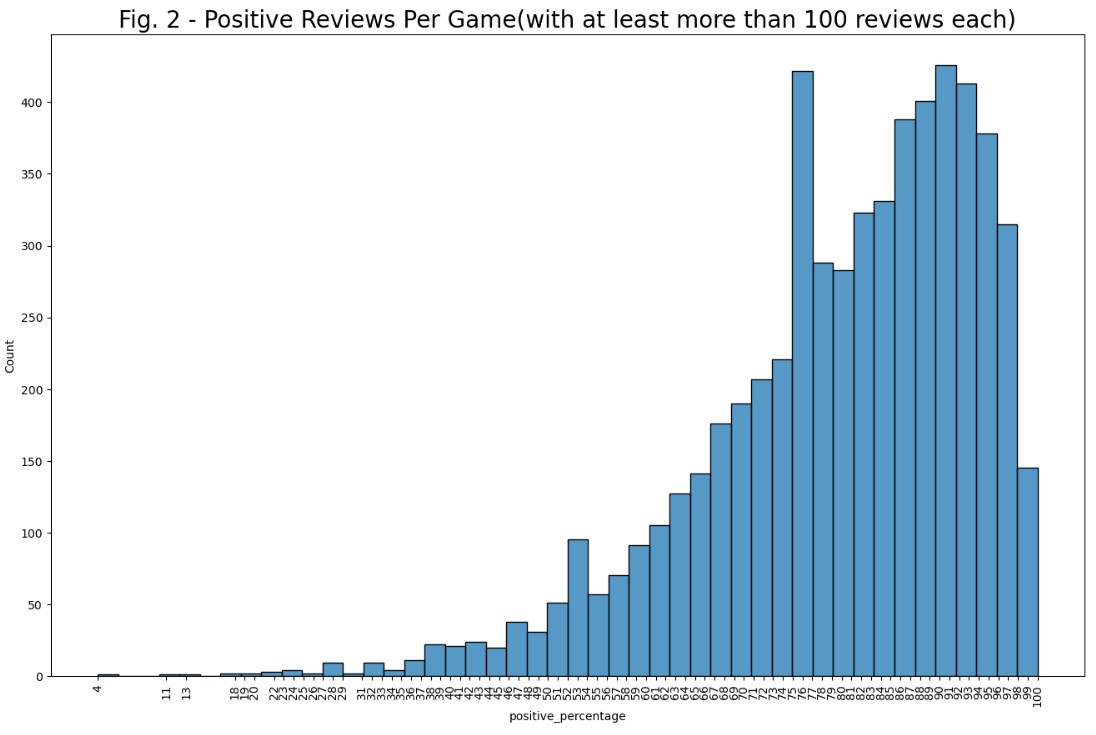 Fig. 2 - Positive Reviews Per Game(with at least more than 100 reviews each)
400
350
300
250
200
150
100
50
0
Count
4 11 13 18 19 20 22 23 24 25 26 27 28 29 31 32 33 34 35 36 37 38 39 40 41 42 43 44 45 46 47 48 49 50 51 52 53 54 55 56 57 58 59 60 61 62 63 64 65 66 67 68 69 70 71 72 73 74 75 76 77 78 79 80 81 82 83 84 85 86 87 88 89 90 91 92 93 94 95 96 97 98 99 100
positive_percentage